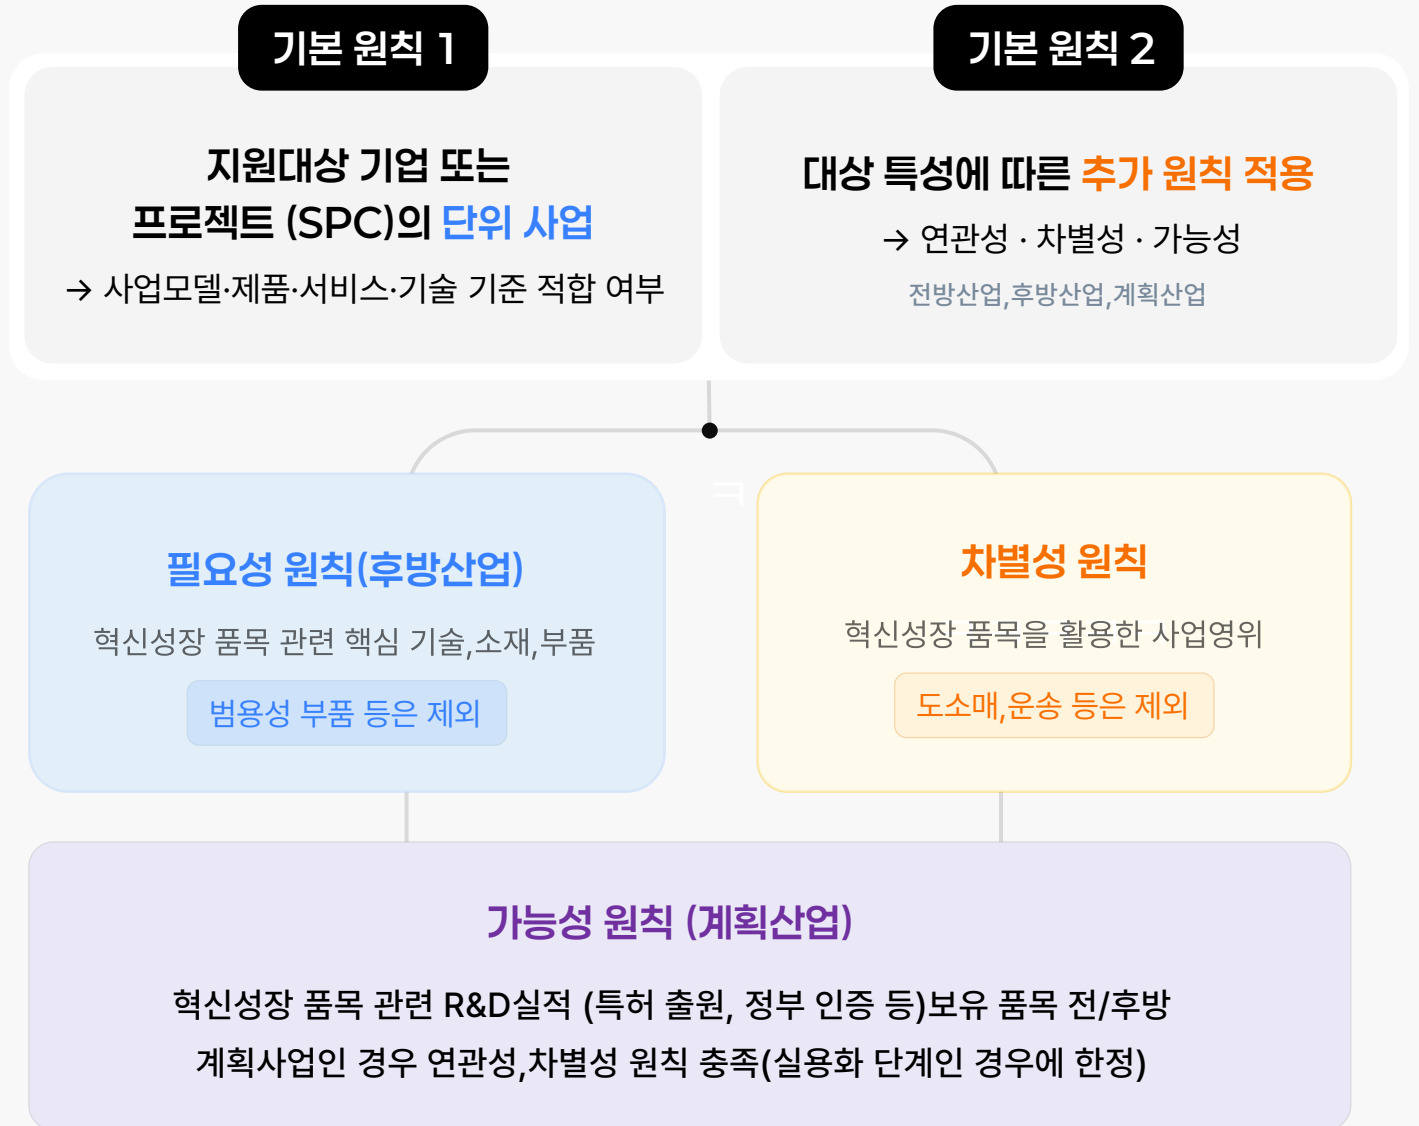 기본 원칙 1
지원대상 기업 또는
프로젝트 (SPC)의 단위 사업
→ 사업모델·제품·서비스·기술 기준 적합 여부
기본 원칙 2
대상 특성에 따른 추가 원칙 적용
→ 연관성 · 차별성 · 가능성
전방산업,후방산업,계획산업
ㅋ
필요성 원칙(후방산업)
혁신성장 품목 관련 핵심 기술,소재,부품
범용성 부품 등은 제외
차별성 원칙
혁신성장 품목을 활용한 사업영위
도소매,운송 등은 제외
가능성 원칙 (계획산업)
혁신성장 품목 관련 R&D실적 (특허 출원, 정부 인증 등)보유 품목 전/후방
계획사업인 경우 연관성,차별성 원칙 충족(실용화 단계인 경우에 한정)